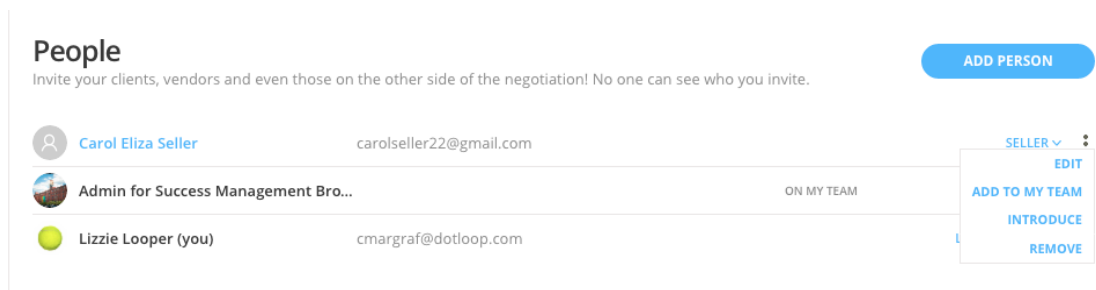 People
ADD PERSON
Invite your clients, vendors and even those on the other side of the negotiation! No one can see who you invite.
Carol Eliza Seller carolseller22@gmail.com SELLER
EDIT
Admin for Success Management Bro... ON MY TEAM ADD TO MY TEAM
INTRODUCE
Lizzie Looper (you) cmargraf@dotloop.com
REMOVE